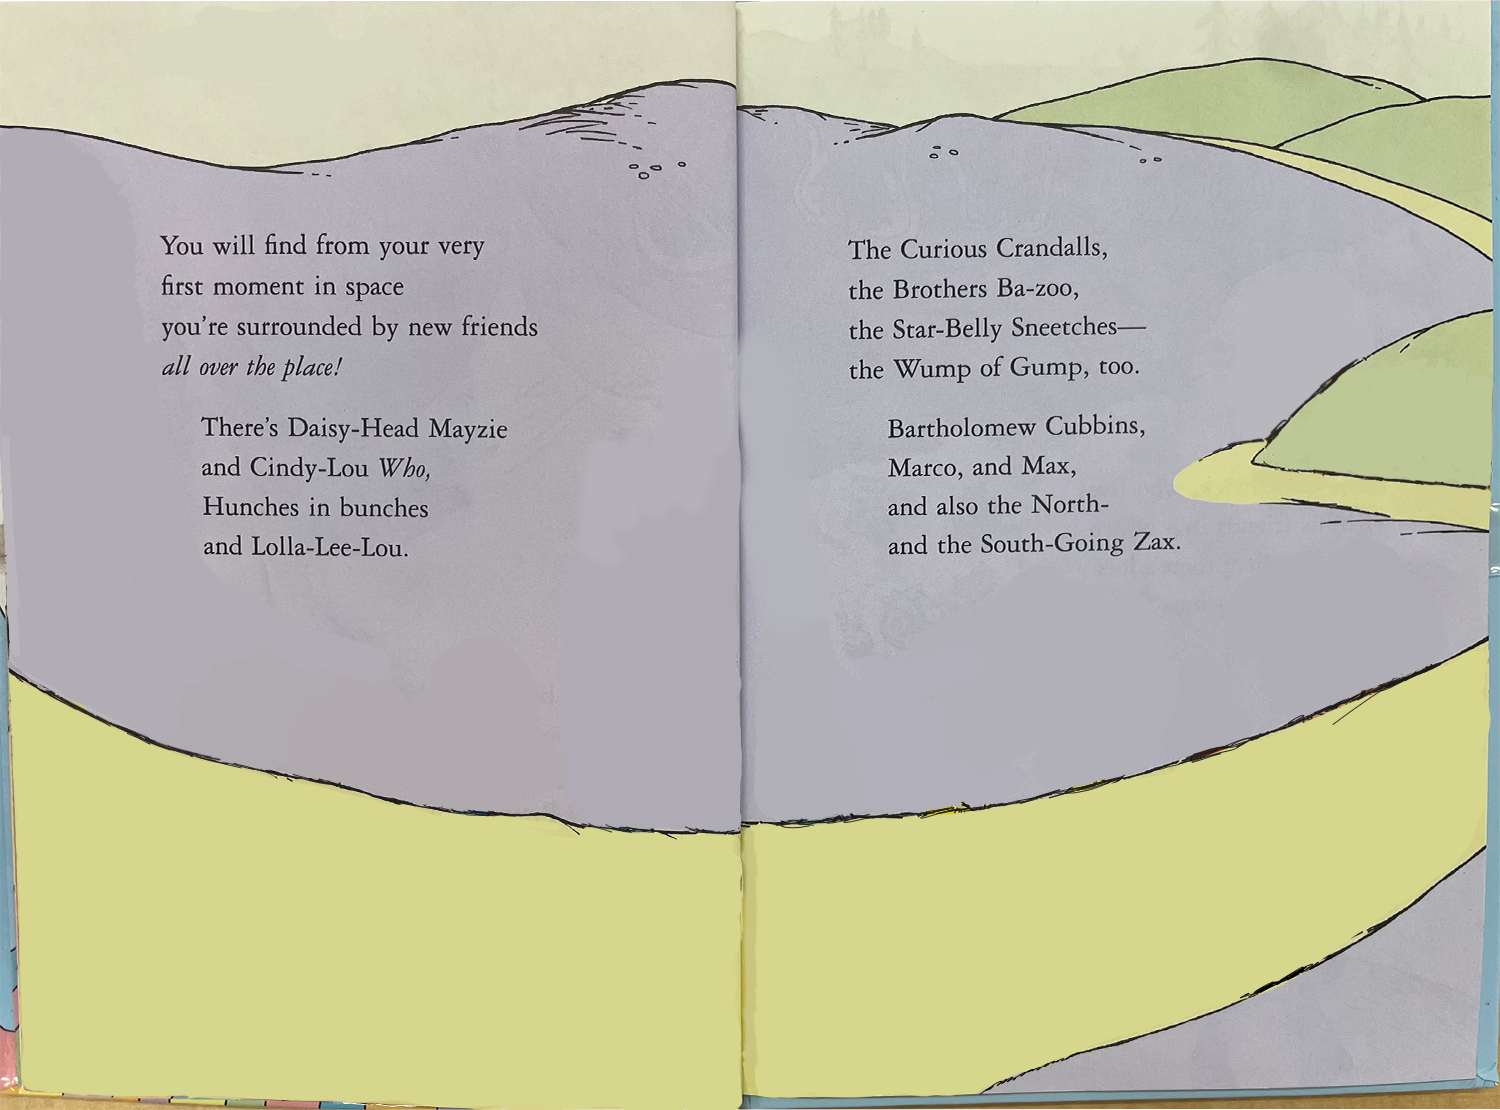 You will find from your very
first moment in space
you're surrounded by new friends
all over the place!
There's Daisy-Head Mayzie
and Cindy-Lou Who,
Hunches in bunches
and Lolla-Lee-Lou.
The Curious Crandalls,
the Brothers Ba-zoo,
the Star-Belly Sneetches—
the Wump of Gump, too.
Bartholomew Cubbins,
Marco, and Max,
and also the North-
and the South-Going Zax.